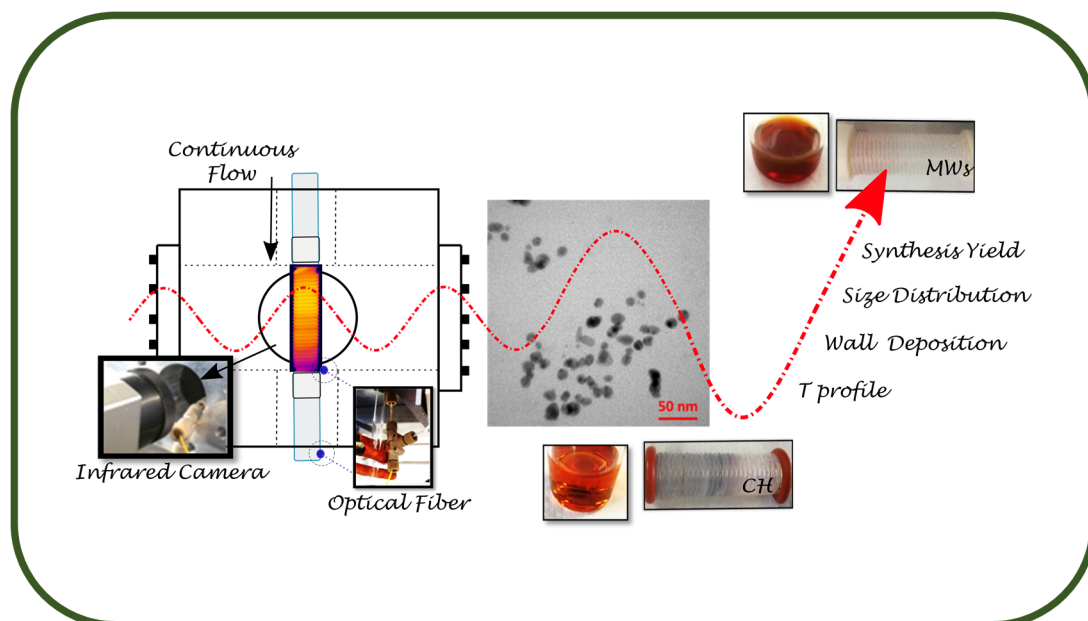 Continuous
Flow
Infrared Camera
Optical Fiber
50 nm
MWs
Synthesis Yield
Size Distribution
Wall Deposition
T profile
CH